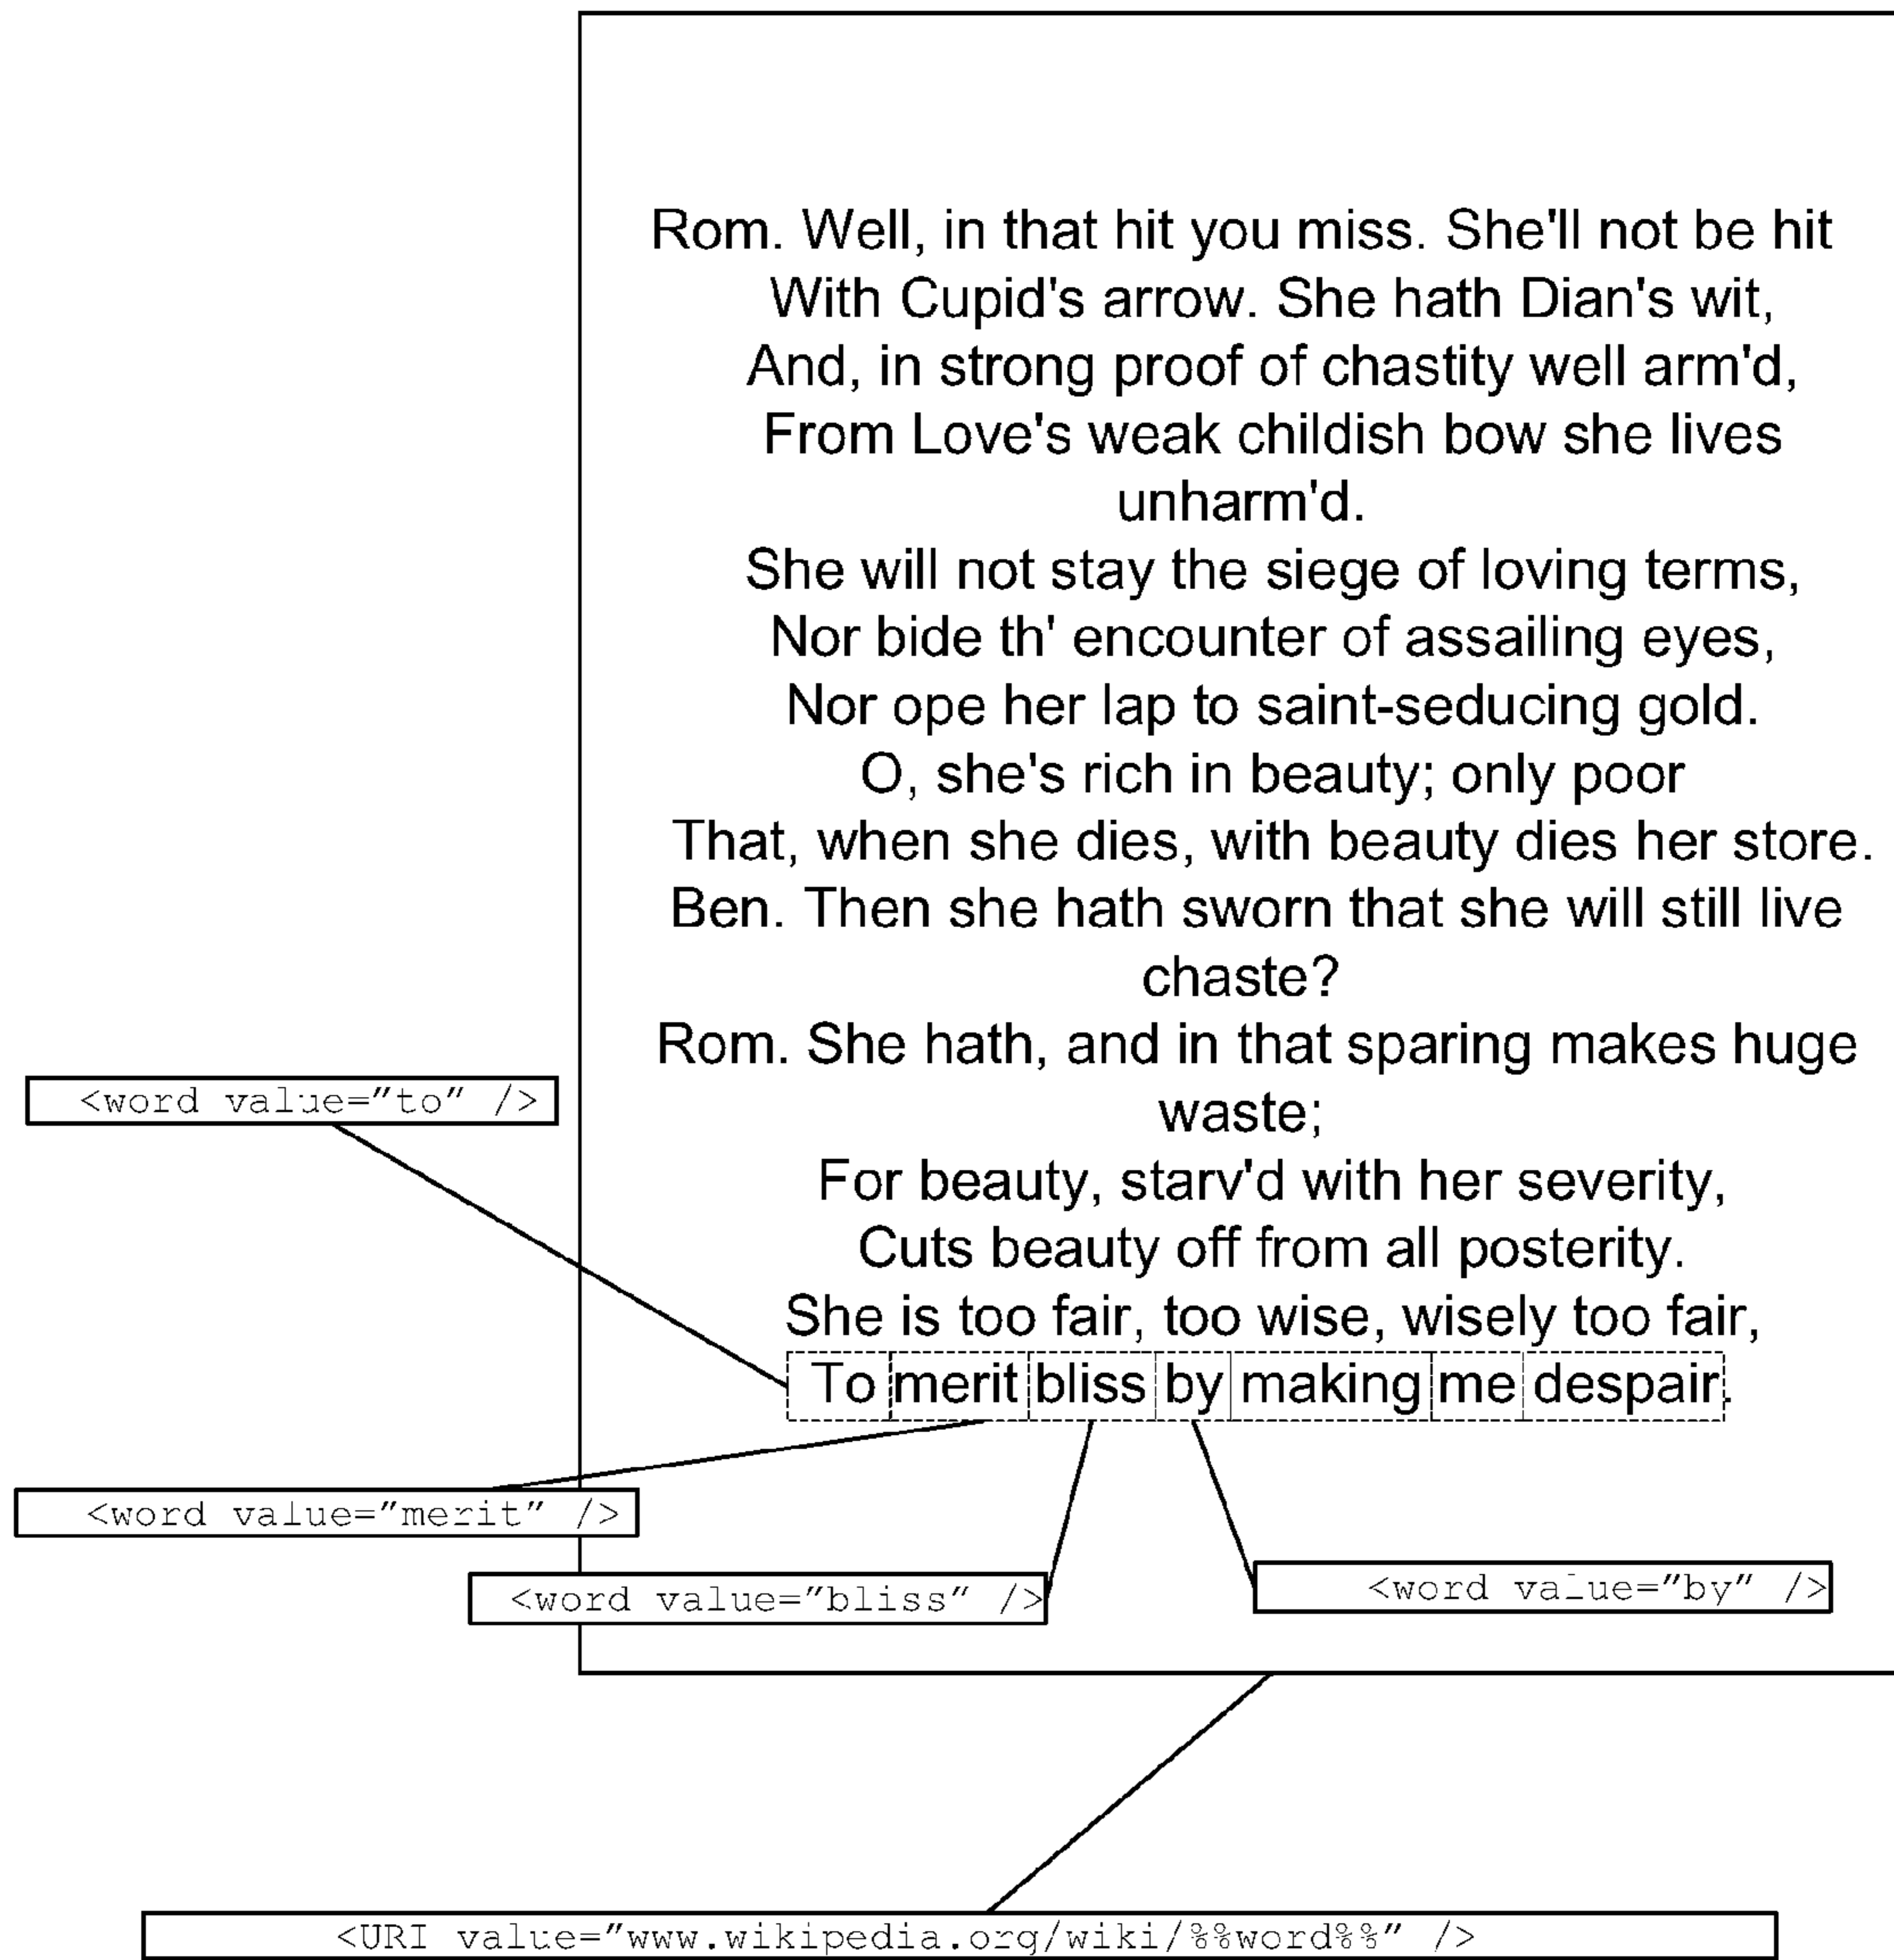 Rom. Well, in that hit you miss. She'll not be hit
With Cupid's arrow. She hath Dian's wit,
And, in strong proof of chastity well arm'd,
From Love's weak childish bow she lives
unharm'd.
She will not stay the siege of loving terms,
Nor bide th' encounter of assailing eyes,
Nor ope her lap to saint-seducing gold.
O, she's rich in beauty; only poor
That, when she dies, with beauty dies her store.
Ben. Then she hath sworn that she will still live
chaste?
Rom. She hath, and in that sparing makes huge
waste;
For beauty, starv'd with her severity,
Cuts beauty off from all posterity.
She is too fair, too wise, wisely too fair,
To merit bliss by making me despair.
<word value="to" />
<word value="merit" />
<word value="bliss" />
<word value="by" />
<URI value="www.wikipedia.org/wiki/%%word%%" />